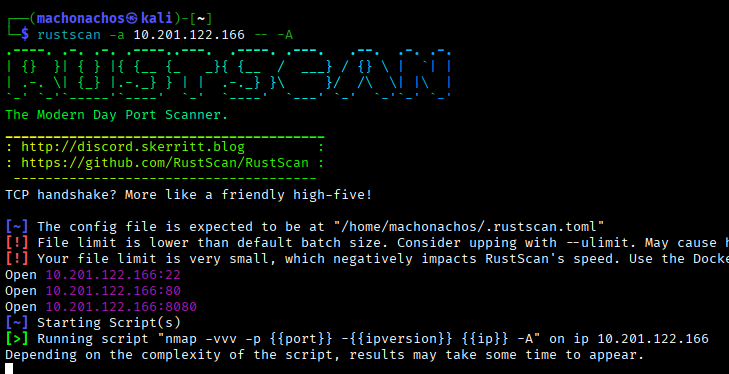 ┌──(machonachos㉿kali)-[~]
└─$ rustscan -a 10.201.122.166 -- -A
.----. .-. .-. .----..---.  .----. .---.   .--.  .-. .-.
| {}  }| { } |{ {__ {_   _}{ {__  /  ___} / {} \ |  `| |
| .-. \| {_} |.-._} } | |  .-._} }\     }/  /\  \| |\  |
`-' `-'`-----'`----'  `-'  `----'  `---' `-'  `-'`-' `-'
The Modern Day Port Scanner.
________________________________________
: http://discord.skerritt.blog         :
: https://github.com/RustScan/RustScan :
 --------------------------------------
TCP handshake? More like a friendly high-five!

[~] The config file is expected to be at "/home/machonachos/.rustscan.toml"
[!] File limit is lower than default batch size. Consider upping with --ulimit. May cause
[!] Your file limit is very small, which negatively impacts RustScan's speed. Use the
Open 10.201.122.166:22
Open 10.201.122.166:80
Open 10.201.122.166:8080
[~] Starting Script(s)
[>] Running script "nmap -vvv -p {{port}} -{{ipversion}} {{ip}} -A" on ip 10.201.122.166
Depending on the complexity of the script, results may take some time to appear.